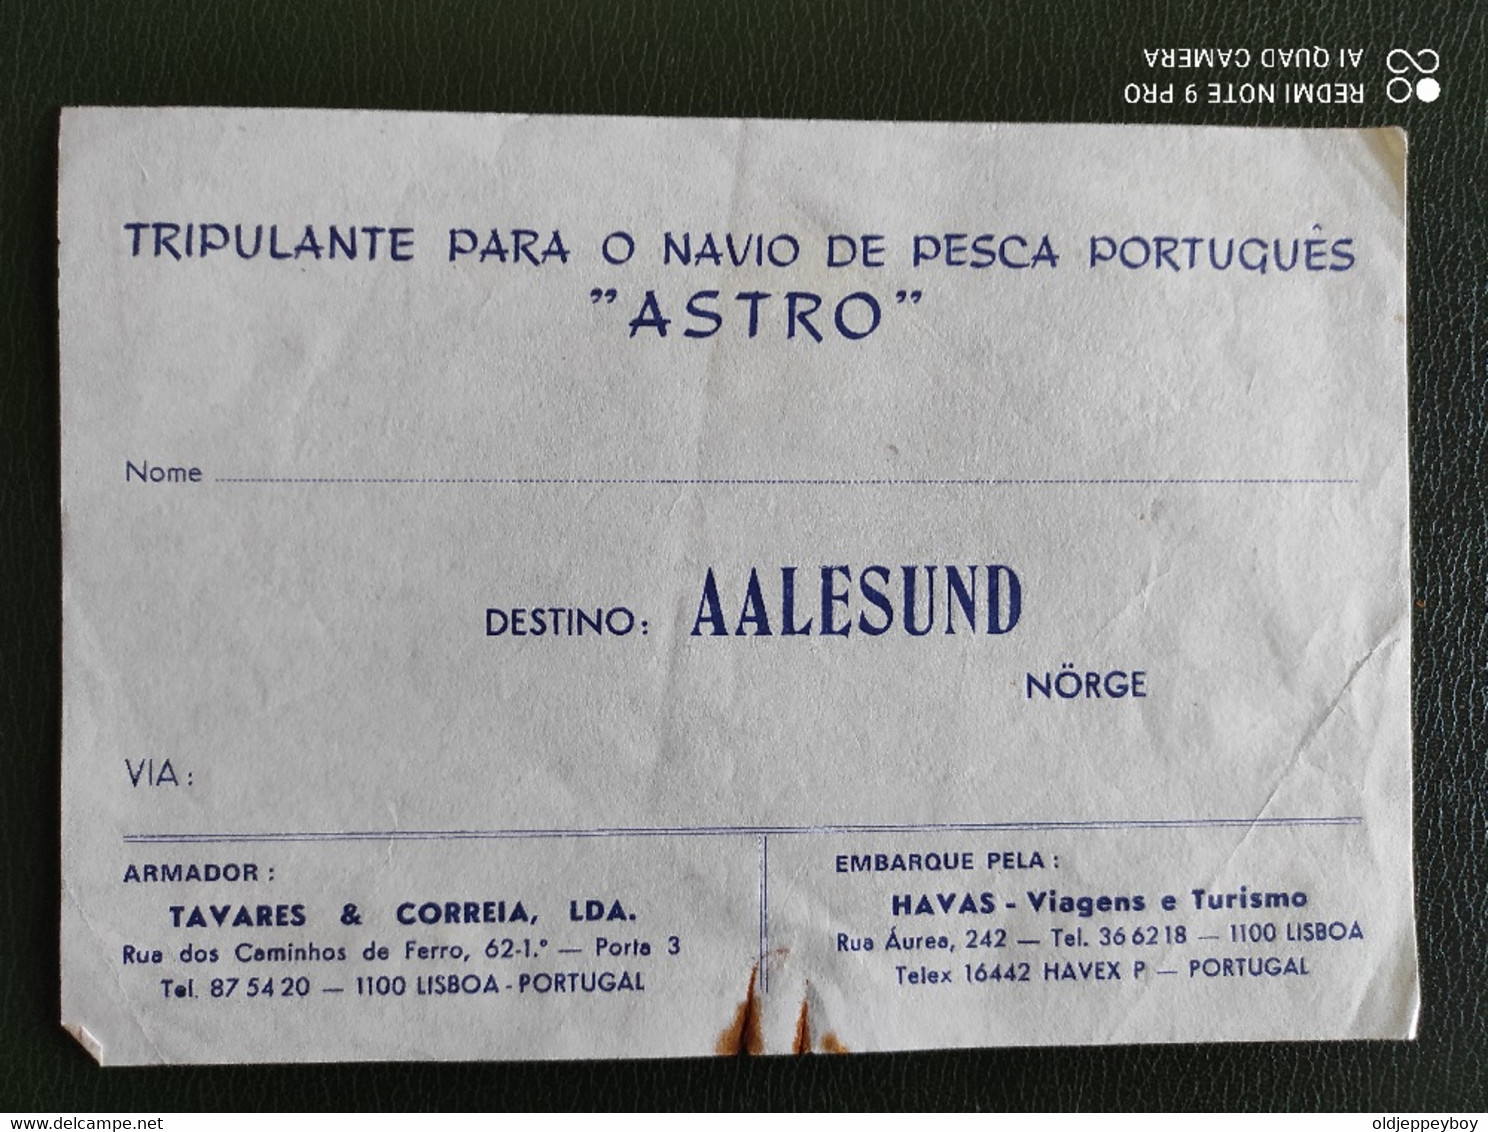 REDMI NOTE 9 PRO
AI QUAD CAMERA
TRIPULANTE PARA O NAVIO DE PESCA PORTUGUÊS
"ASTRO"
Nome
DESTINO: AALESUND
NÖRGE
VIA:
ARMADOR:
TAVARES & CORREIA, LDA.
Rua dos Caminhos de Ferro, 62-1.º — Porta 3
Tel. 87 54 20 — 1100 LISBOA - PORTUGAL
EMBARQUE PELA:
HAVAS - Viagens e Turismo
Rua Áurea, 242 — Tel. 36 62 18 — 1100 LISBOA
Telex 16442 HAVEX P — PORTUGAL
oldjeppeyboy